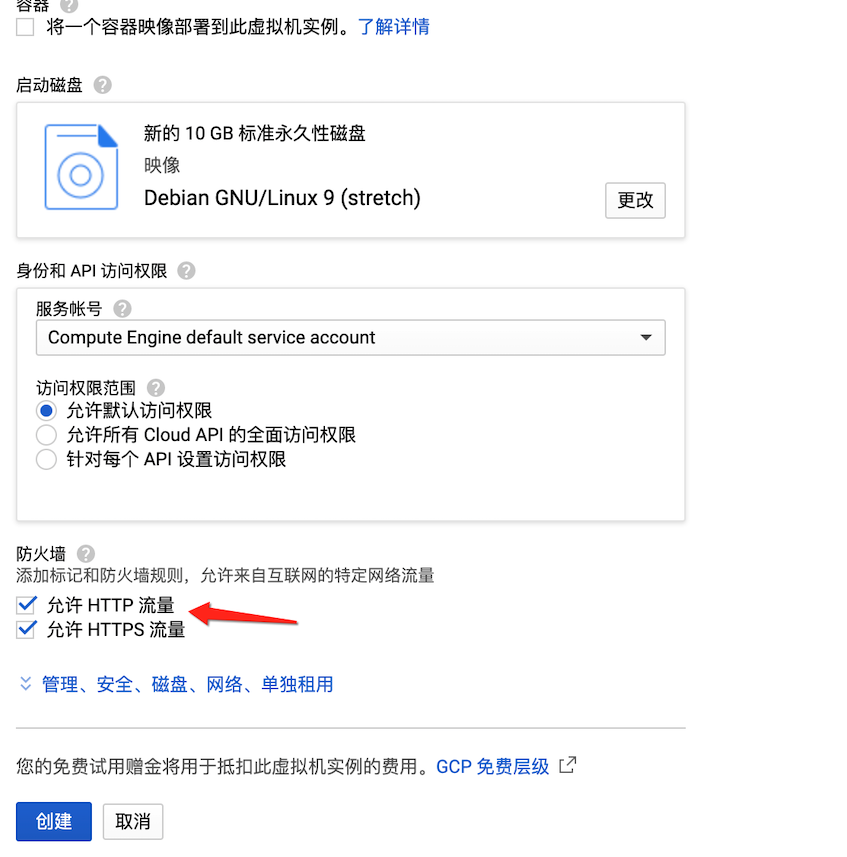 容器
将一个容器映像部署到此虚拟机实例。了解详情
启动磁盘
新的 10 GB 标准永久性磁盘
映像
Debian GNU/Linux 9 (stretch)
更改
身份和 API 访问权限
服务帐号
Compute Engine default service account
访问权限范围
允许默认访问权限
允许所有 Cloud API 的全面访问权限
针对每个 API 设置访问权限
防火墙
添加标记和防火墙规则，允许来自互联网的特定网络流量
允许 HTTP 流量
允许 HTTPS 流量
管理、安全、磁盘、网络、单独租用
您的免费试用赠金将用于抵扣此虚拟机实例的费用。GCP 免费层级
创建 取消